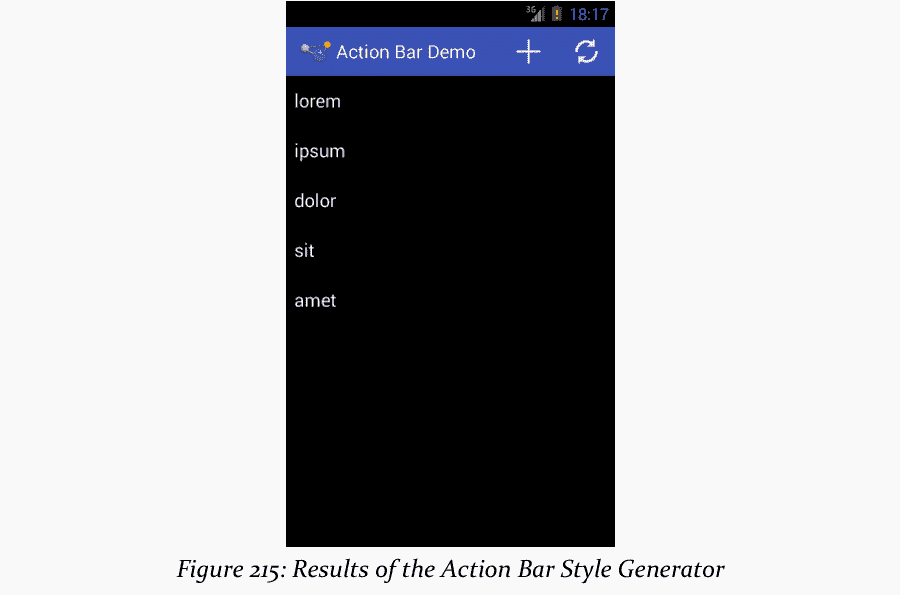 3G 18:17
Action Bar Demo
lorem
ipsum
dolor
sit
amet
Figure 215: Results of the Action Bar Style Generator